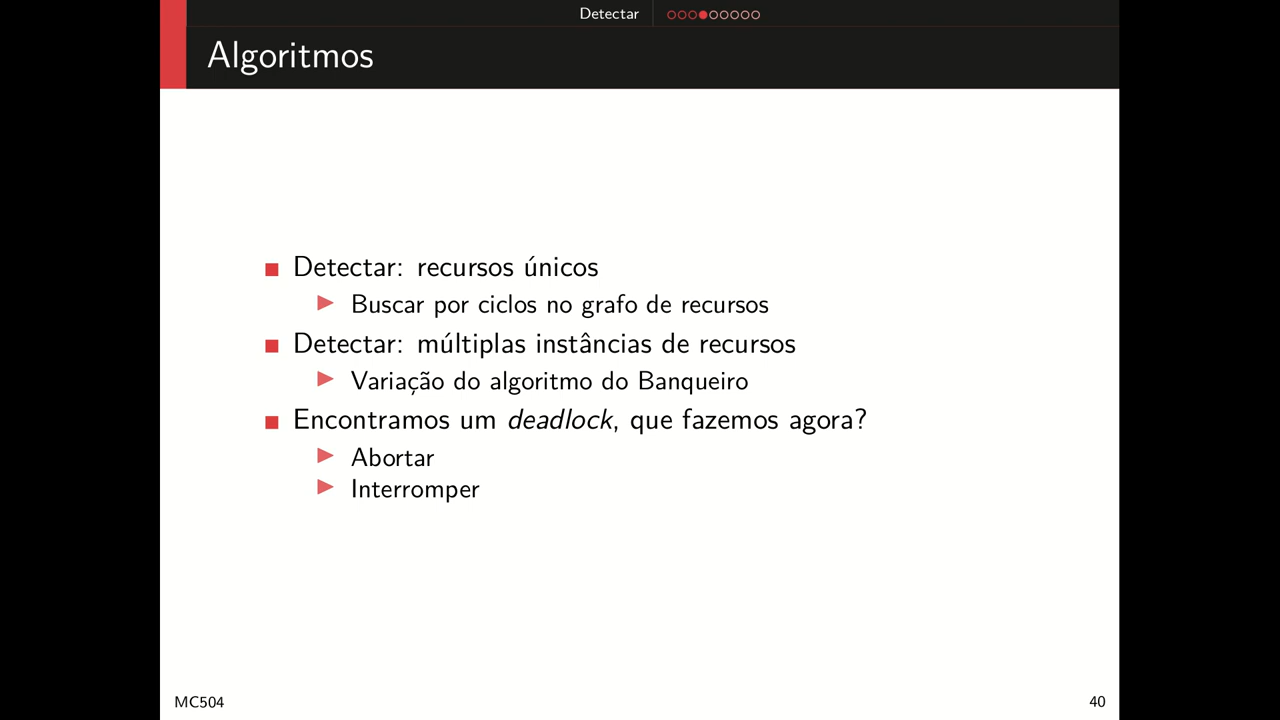 Detectar
Algoritmos
Detectar: recursos únicos
Buscar por ciclos no grafo de recursos
Detectar: múltiplas instâncias de recursos
Variação do algoritmo do Banqueiro
Encontramos um deadlock, que fazemos agora?
Abortar
Interromper
MC504
40